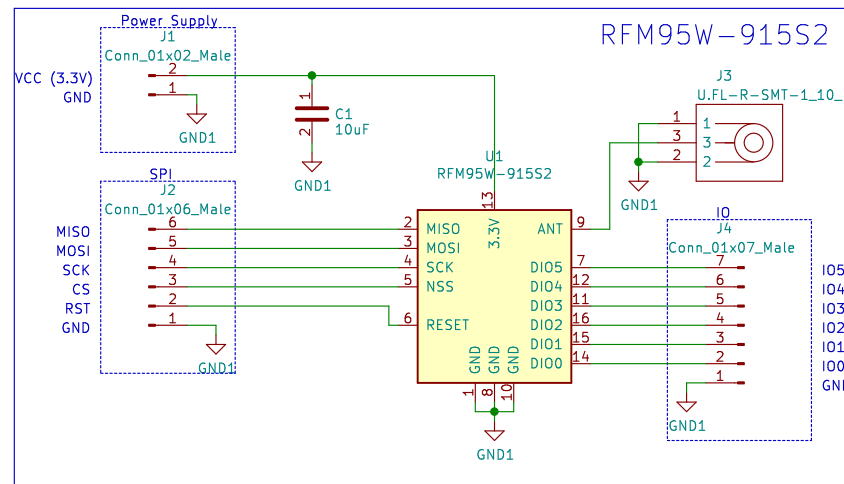 Power Supply
J1
Conn_01x02_Male
2
VCC (3.3V)
1
GND
GND1
1
C1
10uF
2
GND1
RFM95W-915S2
J3
U.FL-R-SMT-1_10_
1 1
3 3
2 2
GND1
SPI
J2
Conn_01x06_Male
6
MISO
5
MOSI
4
SCK
3
CS
2
RST
1
GND
GND1
U1
RFM95W-915S2
13
3.3V
2 MISO
3 MOSI
4 SCK
5 NSS
6 RESET
ANT 9
DIO5 7
DIO4 12
DIO3 11
DIO2 16
DIO1 15
DIO0 14
GND GND GND
1 8 10
GND1
IO
J4
Conn_01x07_Male
7
IO5
6
IO4
5
IO3
4
IO2
3
IO1
2
IO0
1
GND
GND1